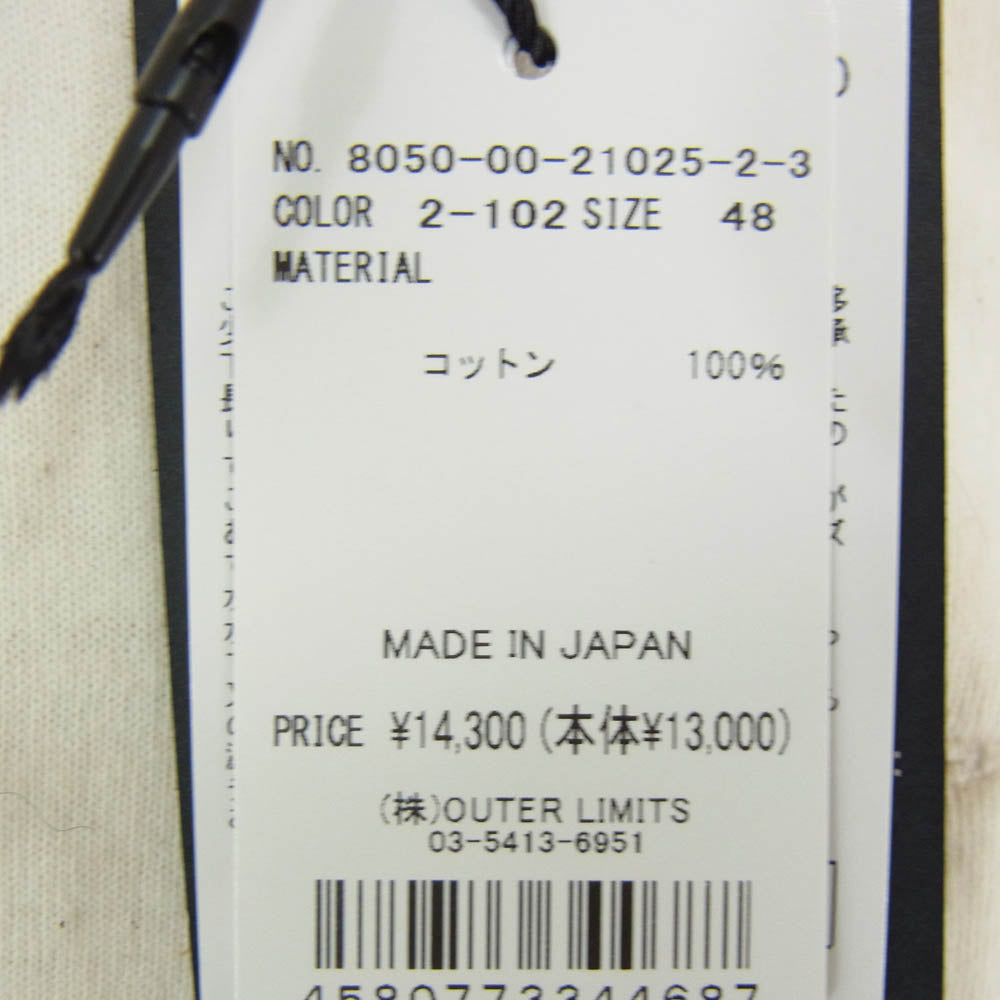 NO. 8050-00-21025-2-3
COLOR 2-102 SIZE 48
MATERIAL
コットン 100%
MADE IN JAPAN
PRICE ¥14,300 (本体¥13,000)
(株)OUTER LIMITS
03-5413-6951
4580773344687